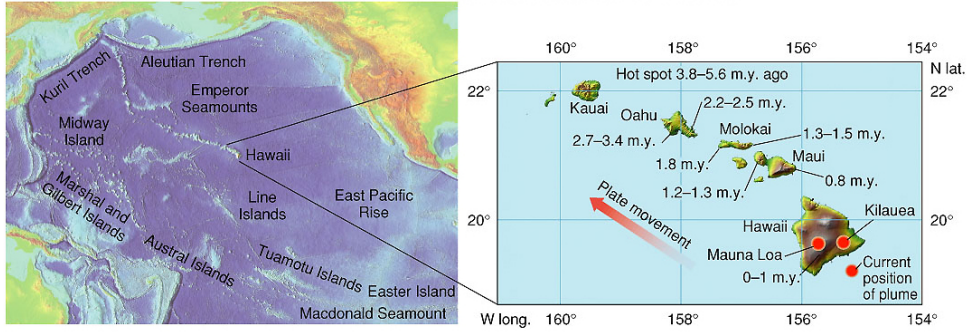 Kuril Trench
Aleutian Trench
Emperor
Seamounts
Midway
Island
Hawaii
Marshal and
Gilbert Islands
Line
Islands
East Pacific
Rise
Austral Islands
Tuamotu Islands
Easter Island
Macdonald Seamount
160°
158°
156°
154°
N lat.
Hot spot 3.8–5.6 m.y. ago
22°
22°
Kauai
Oahu
2.2–2.5 m.y.
2.7–3.4 m.y.
Molokai
1.3–1.5 m.y.
1.8 m.y.
Maui
1.2–1.3 m.y.
0.8 m.y.
Plate movement
20°
20°
Hawaii
Kilauea
Mauna Loa
0–1 m.y.
Current
position
of plume
W long.
160°
158°
156°
154°